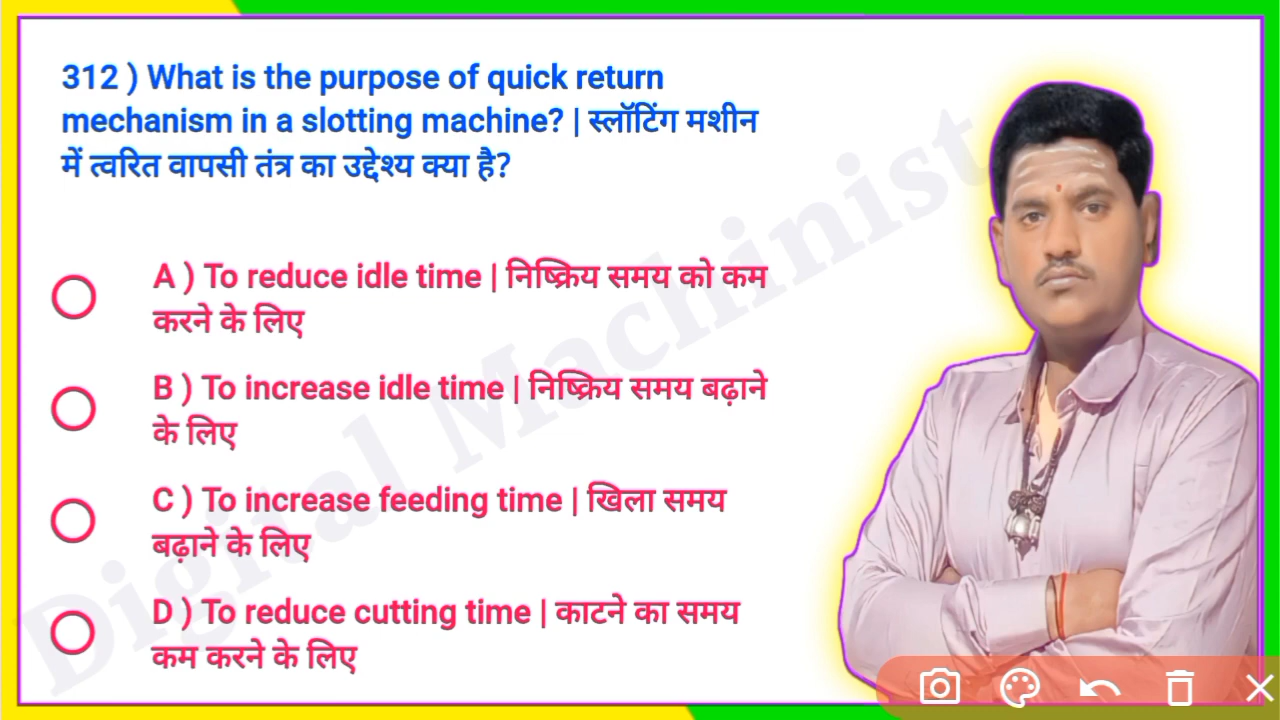 312 ) What is the purpose of quick return
mechanism in a slotting machine? | स्लॉटिंग मशीन
में त्वरित वापसी तंत्र का उद्देश्य क्या है?
A ) To reduce idle time | निष्क्रिय समय को कम
करने के लिए
B ) To increase idle time | निष्क्रिय समय बढ़ाने
के लिए
C ) To increase feeding time | खिला समय
बढ़ाने के लिए
D ) To reduce cutting time | काटने का समय
कम करने के लिए
Digital Machinist